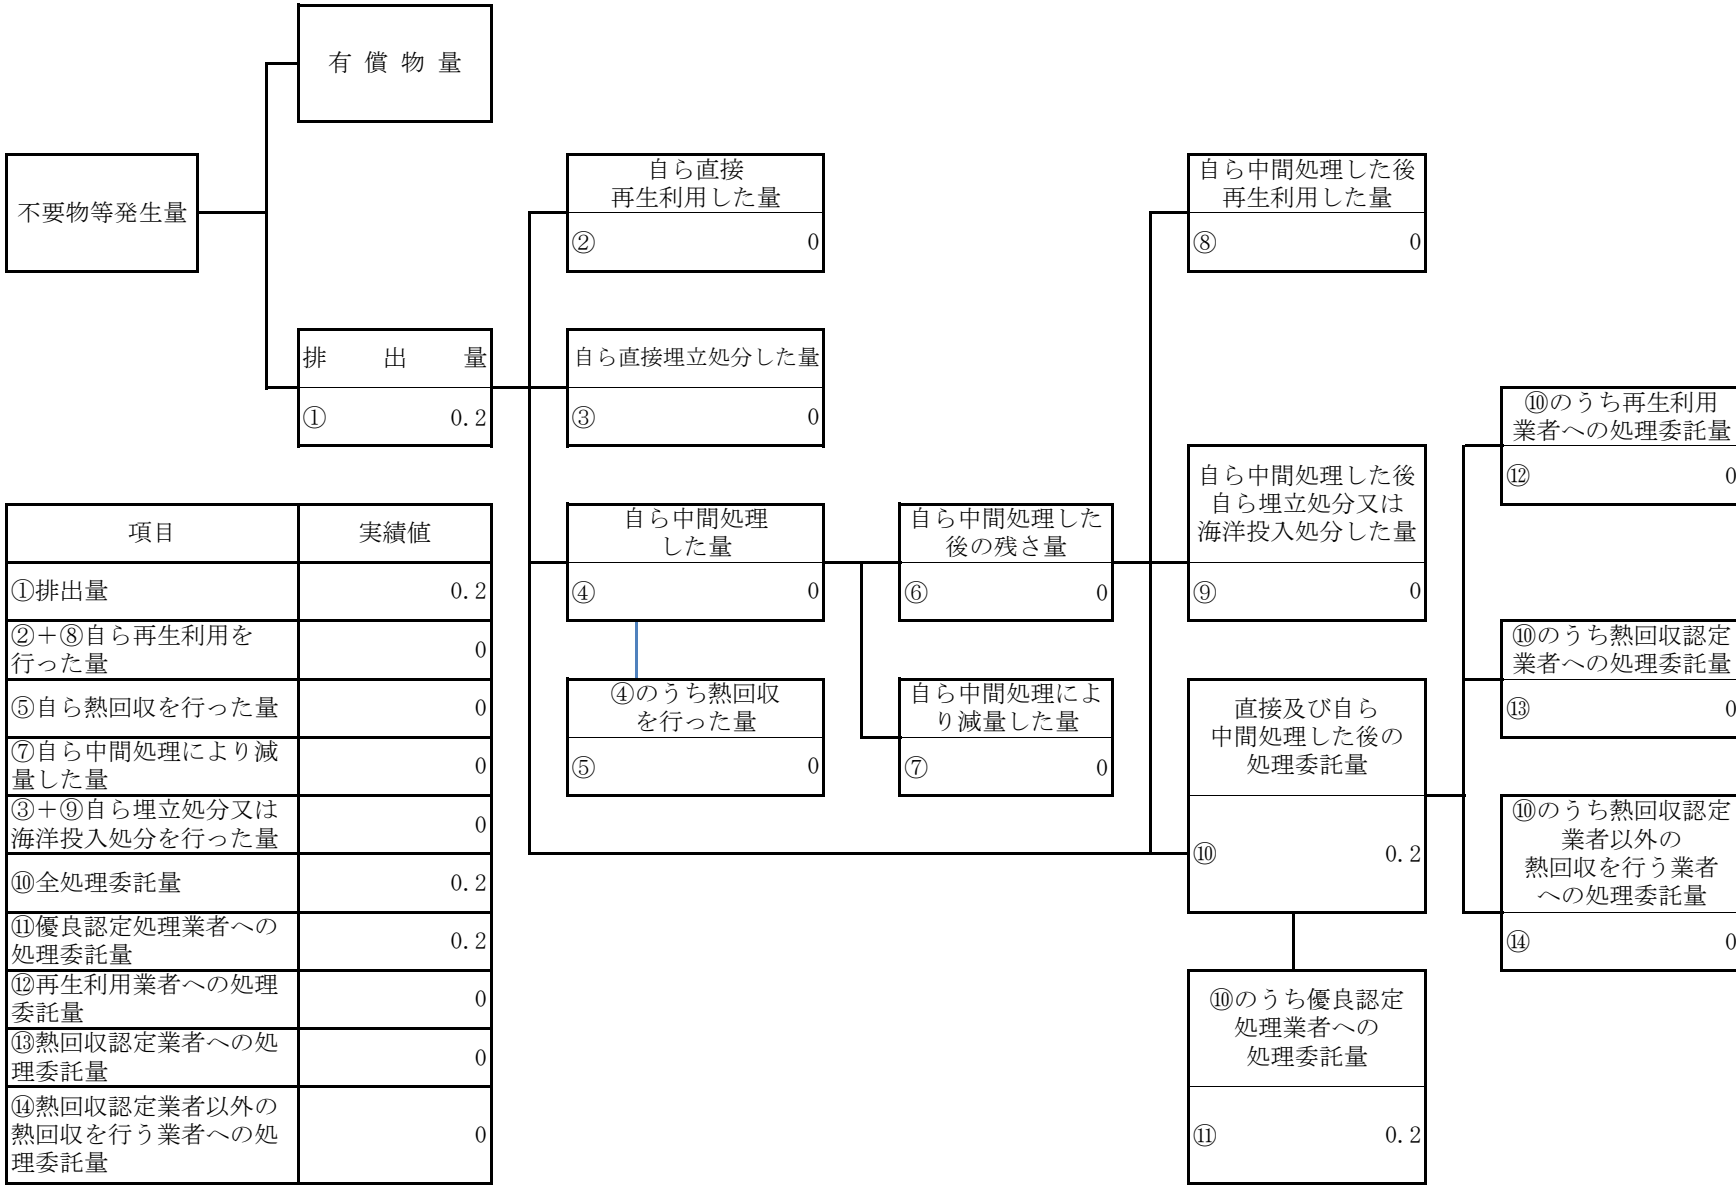 有 償 物 量
不要物等発生量
自ら直接
再生利用した量
② 0
自ら中間処理した後
再生利用した量
⑧ 0
排 出 量
① 0.2
自ら直接埋立処分した量
③ 0
⑩のうち再生利用
業者への処理委託量
⑫ 0
自ら中間処理した後
自ら埋立処分又は
海洋投入処分した量
⑨ 0
自ら中間処理
した量
④ 0
自ら中間処理した
後の残さ量
⑥ 0
⑩のうち熱回収認定
業者への処理委託量
⑬ 0
④のうち熱回収
を行った量
⑤ 0
自ら中間処理によ
り減量した量
⑦ 0
直接及び自ら
中間処理した後の
処理委託量
⑩ 0.2
⑩のうち熱回収認定
業者以外の
熱回収を行う業者
への処理委託量
⑭ 0
⑩のうち優良認定
処理業者への
処理委託量
⑪ 0.2
項目 実績値
①排出量 0.2
②＋⑧自ら再生利用を
行った量 0
⑤自ら熱回収を行った量 0
⑦自ら中間処理により減
量した量 0
③＋⑨自ら埋立処分又は
海洋投入処分を行った量 0
⑩全処理委託量 0.2
⑪優良認定処理業者への
処理委託量 0.2
⑫再生利用業者への処理
委託量 0
⑬熱回収認定業者への処
理委託量 0
⑭熱回収認定業者以外の
熱回収を行う業者への処
理委託量 0